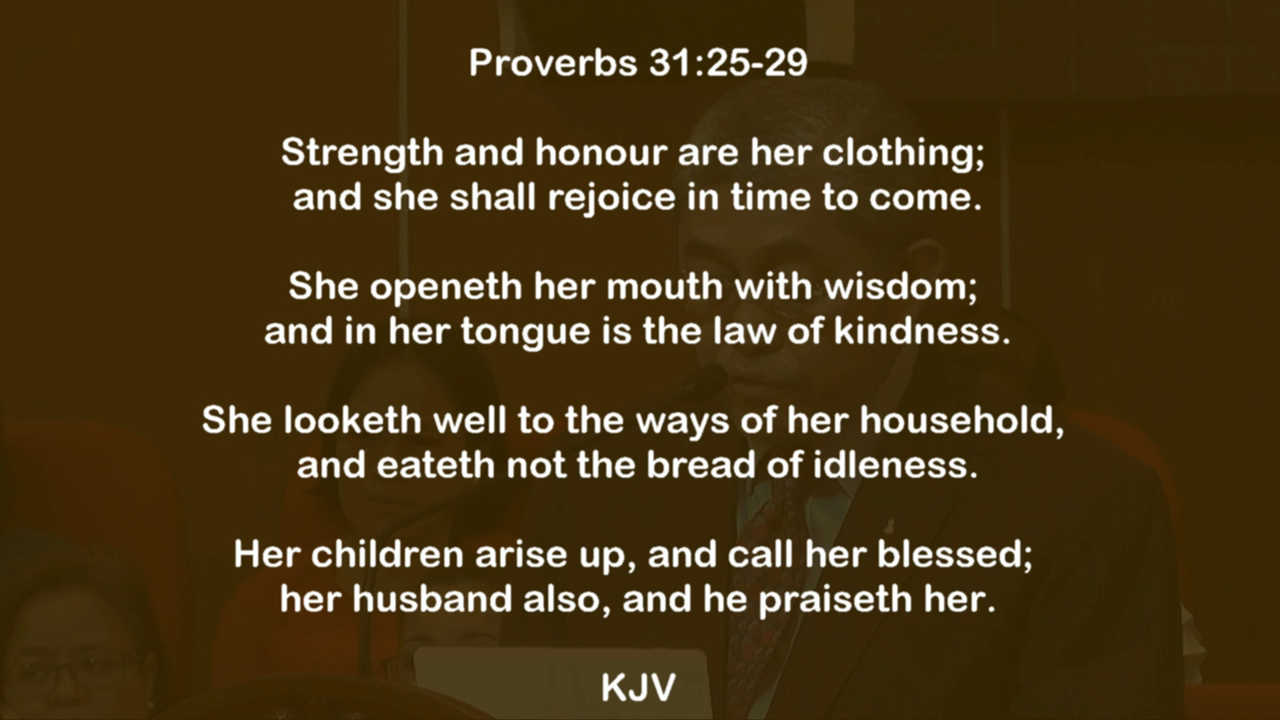 Proverbs 31:25-29
Strength and honour are her clothing;
and she shall rejoice in time to come.
She openeth her mouth with wisdom;
and in her tongue is the law of kindness.
She looketh well to the ways of her household,
and eateth not the bread of idleness.
Her children arise up, and call her blessed;
her husband also, and he praiseth her.
KJV